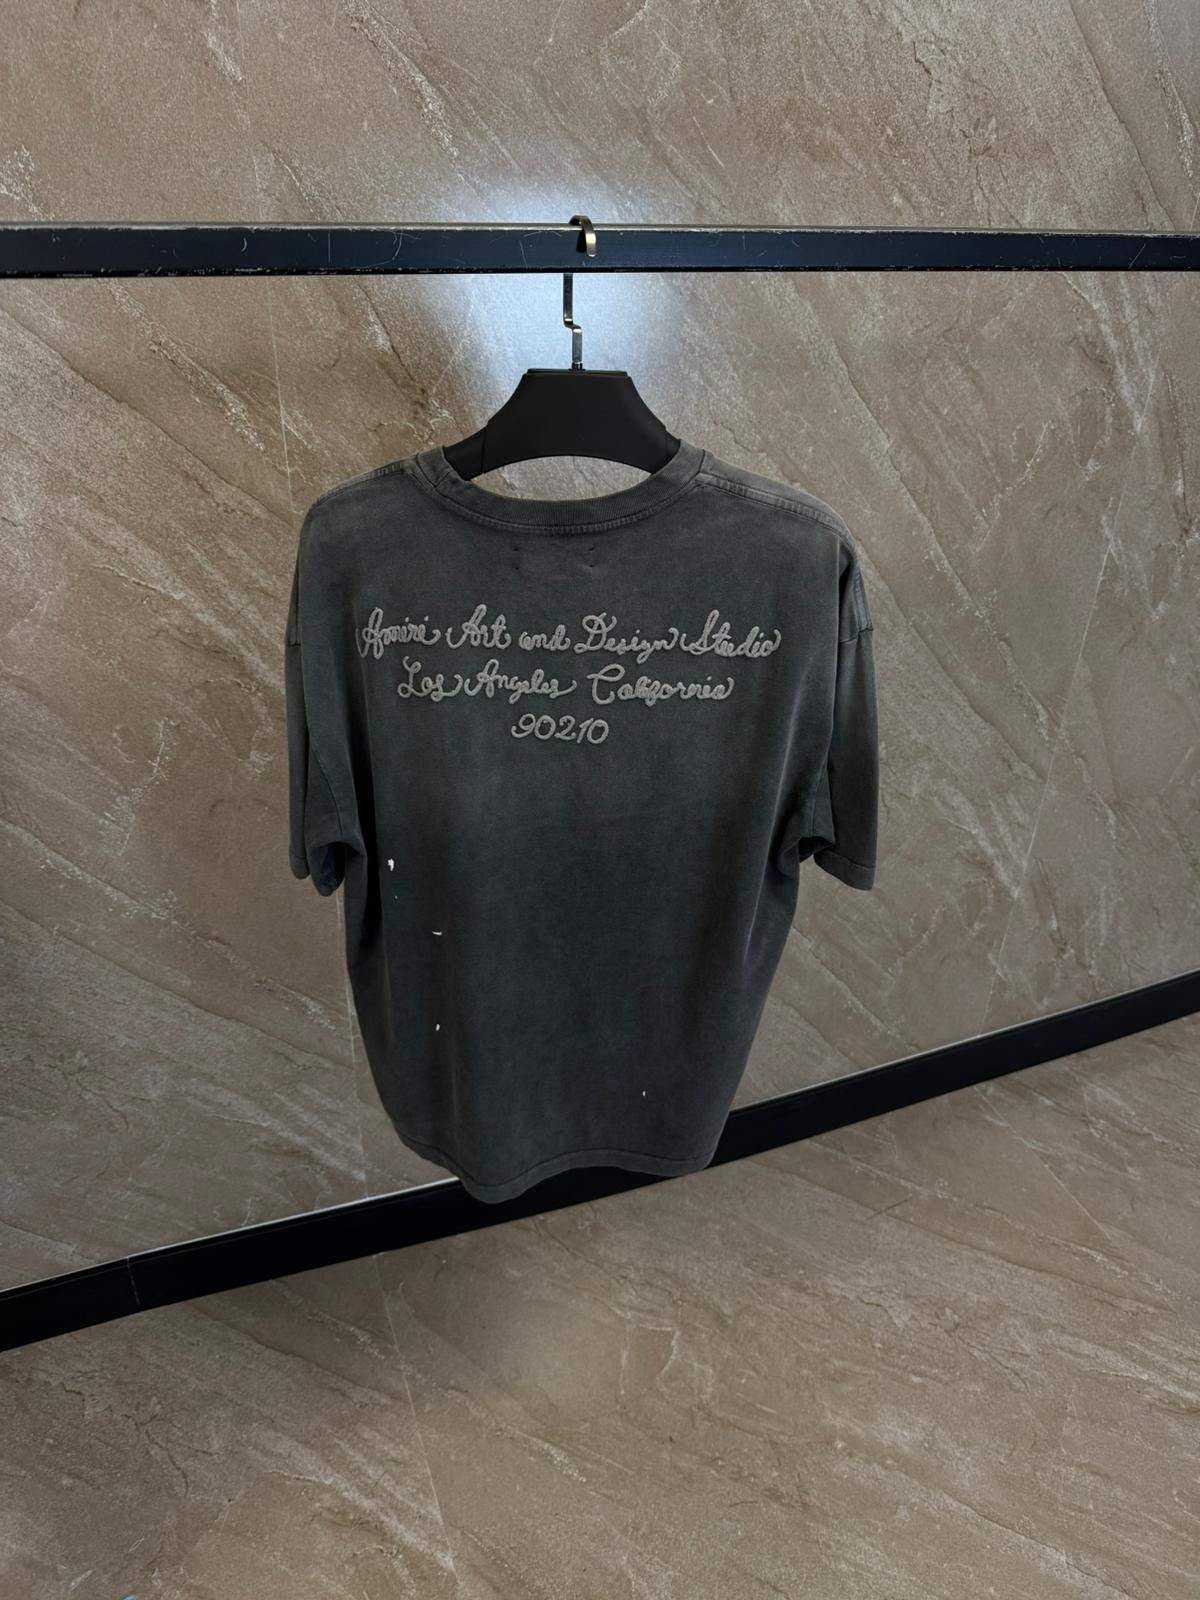 Amiri Art and Design Studio
Los Angeles California
90210